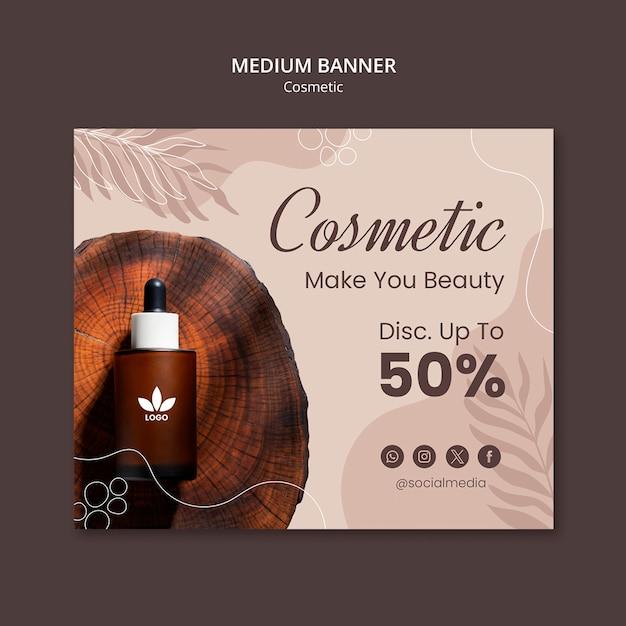 MEDIUM BANNER
Cosmetic
Cosmetic
Make You Beauty
Disc. Up To
50%
LOGO
@socialmedia